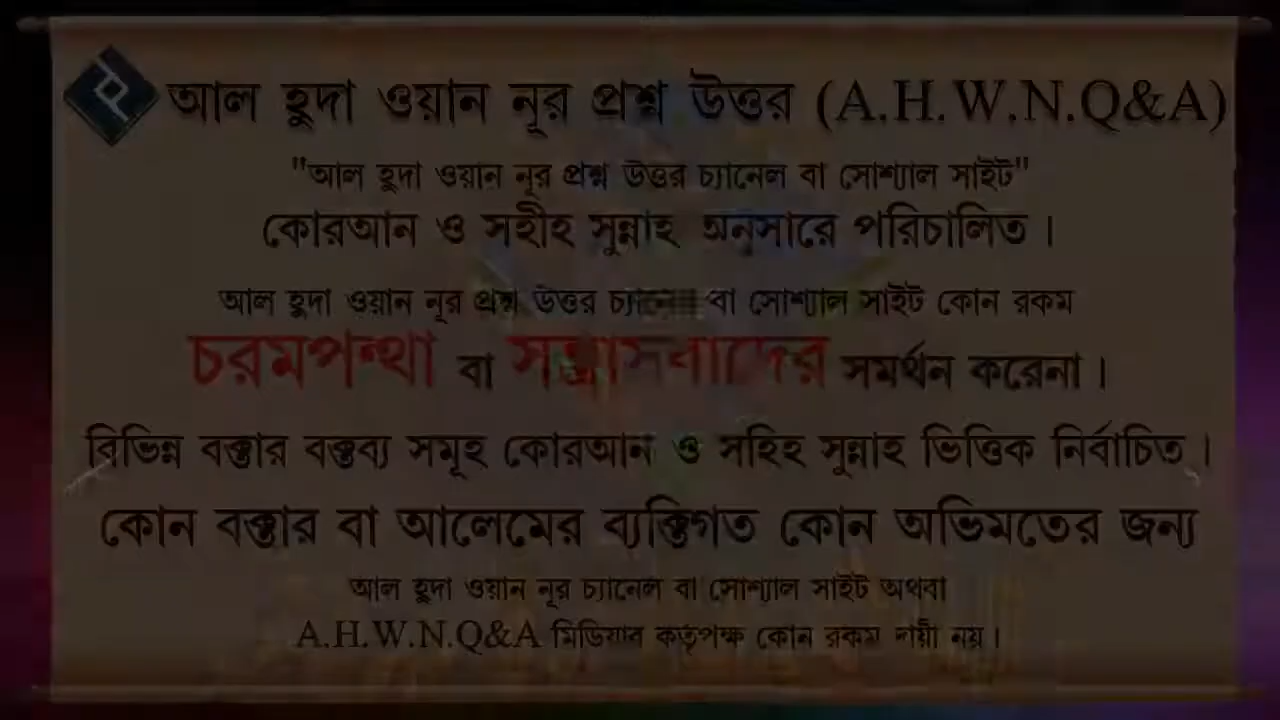 আল হুদা ওয়ান নূর প্রশ্ন উত্তর (A.H.W.N.Q&A)
"আল হুদা ওয়ান নূর প্রশ্ন উত্তর চ্যানেল বা সোশ্যাল সাইট"
কোরআন ও সহীহ সুন্নাহ অনুসারে পরিচালিত ।
আল হুদা ওয়ান নূর প্রশ্ন উত্তর চ্যানেল বা সোশ্যাল সাইট কোন রকম
চরমপন্থা বা সন্ত্রাসবাদের সমর্থন করেনা ।
বিভিন্ন বক্তার বক্তব্য সমূহ কোরআন ও সহিহ সুন্নাহ ভিত্তিক নির্বাচিত ।
কোন বক্তার বা আলেমের ব্যক্তিগত কোন অভিমতের জন্য
আল হুদা ওয়ান নূর চ্যানেল বা সোশ্যাল সাইট অথবা
A.H.W.N.Q&A মিডিয়ার কর্তৃপক্ষ কোন রকম দায়ী নয় ।